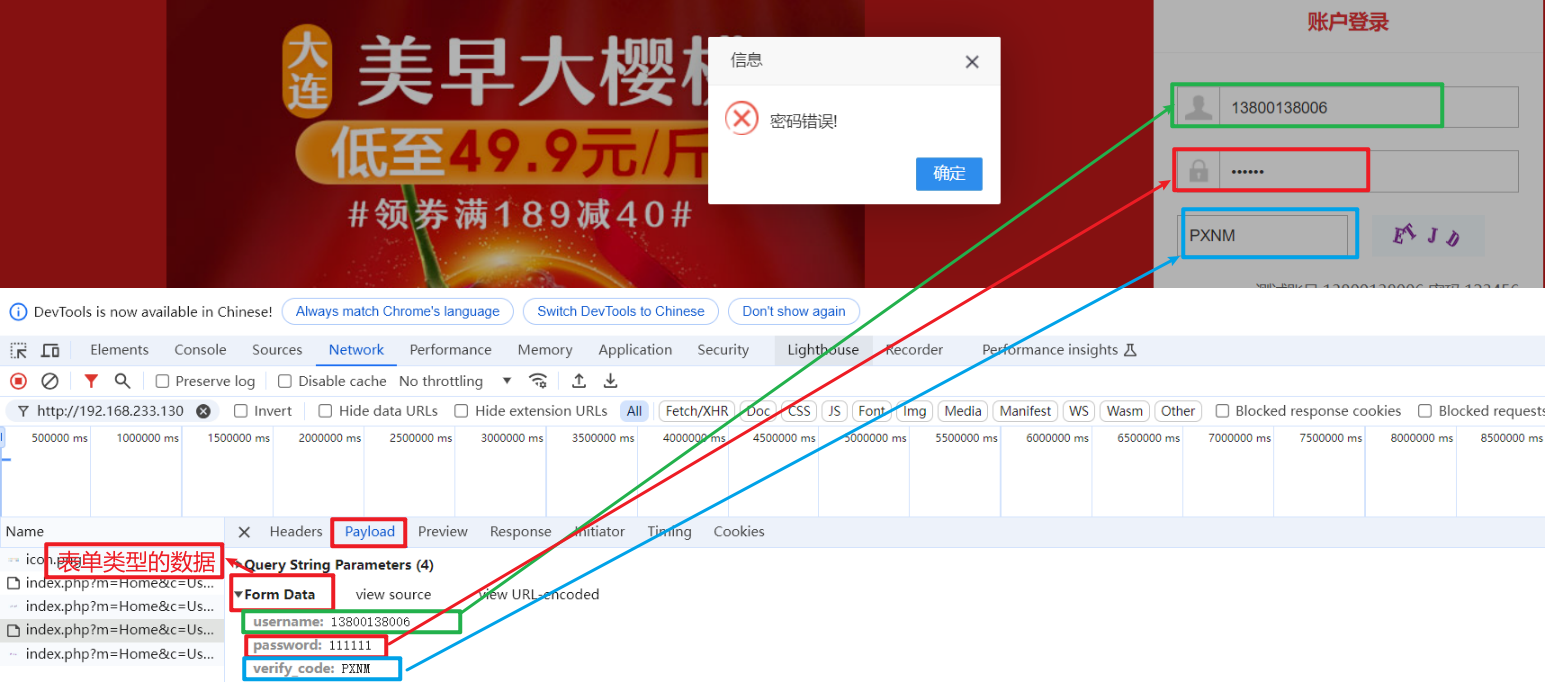 账户登录
大连
美早大樱桃
低至49.9元/斤
#领券满189减40#
信息
密码错误!
确定
13800138006
••••••
PXNM
ETJD
测试账号 13800138006 密码 123456
DevTools is now available in Chinese! Always match Chrome's language Switch DevTools to Chinese Don't show again
Elements Console Sources Network Performance Memory Application Security Lighthouse Recorder Performance insights
Preserve log Disable cache No throttling
http://192.168.233.130 Invert Hide data URLs Hide extension URLs All Fetch/XHR Doc CSS JS Font Img Media Manifest WS Wasm Other Blocked response cookies Blocked requests
500000 ms 1000000 ms 1500000 ms 2000000 ms 2500000 ms 3000000 ms 3500000 ms 4000000 ms 4500000 ms 5000000 ms 5500000 ms 6000000 ms 6500000 ms 7000000 ms 7500000 ms 8000000 ms 8500000 ms
Name Headers Payload Preview Response Initiator Timing Cookies
icon.png
表单类型的数据
Query String Parameters (4)
index.php?m=Home&c=Us...
Form Data view source view URL-encoded
index.php?m=Home&c=Us...
username: 13800138006
index.php?m=Home&c=Us...
password: 111111
index.php?m=Home&c=Us...
verify_code: PXNM